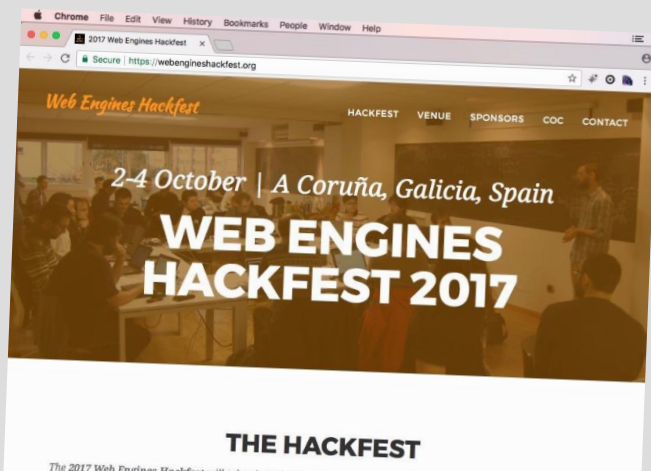 Chrome File Edit View History Bookmarks People Window Help
2017 Web Engines Hackfest
Secure | https://webengineshackfest.org
Web Engines Hackfest
HACKFEST VENUE SPONSORS COC CONTACT
2-4 October | A Coruña, Galicia, Spain
WEB ENGINES
HACKFEST 2017
THE HACKFEST
The 2017 Web Engines Hackfest